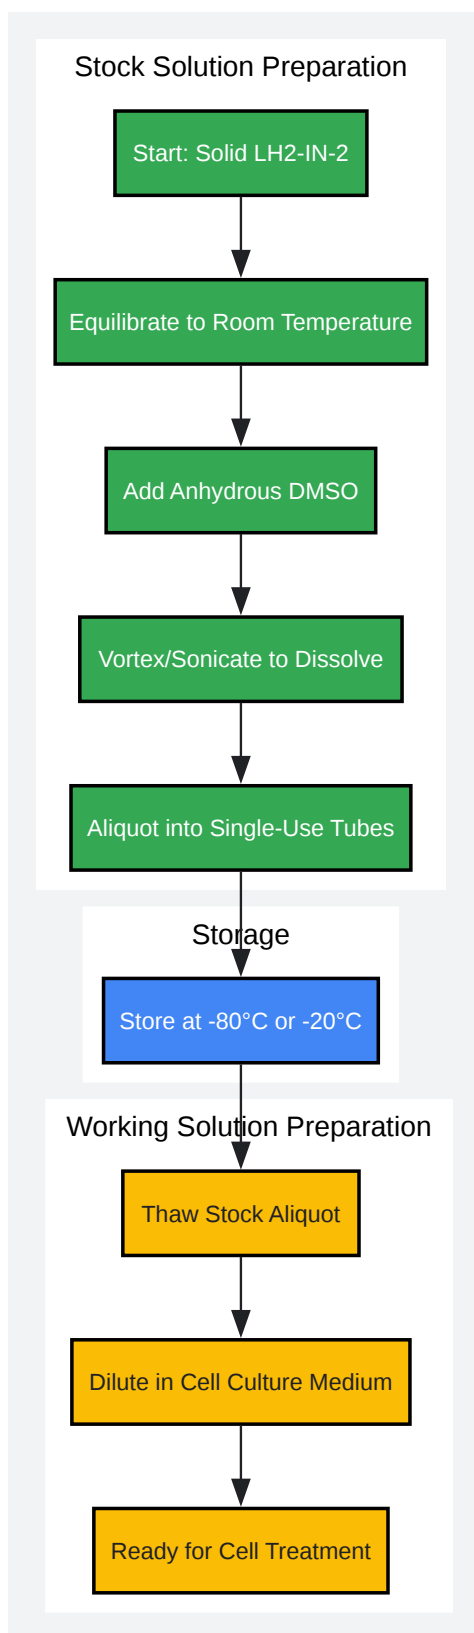 Stock Solution Preparation
Start: Solid LH2-IN-2
Equilibrate to Room Temperature
Add Anhydrous DMSO
Vortex/Sonicate to Dissolve
Aliquot into Single-Use Tubes
Storage
Store at -80°C or -20°C
Working Solution Preparation
Thaw Stock Aliquot
Dilute in Cell Culture Medium
Ready for Cell Treatment